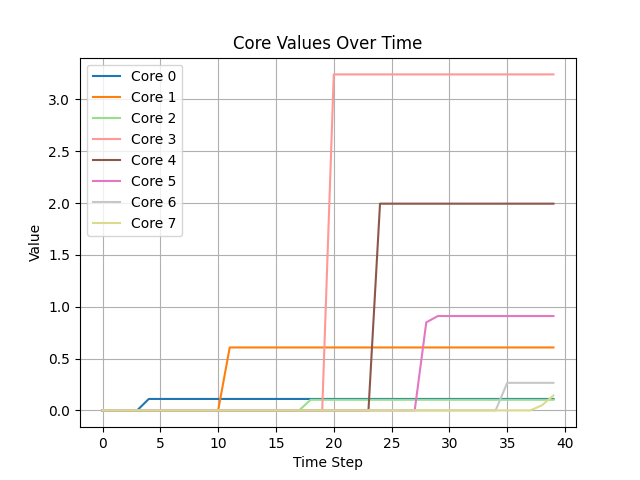 Core Values Over Time
Core 0
Core 1
Core 2
Core 3
Core 4
Core 5
Core 6
Core 7
Value
3.0
2.5
2.0
1.5
1.0
0.5
0.0
0 5 10 15 20 25 30 35 40
Time Step